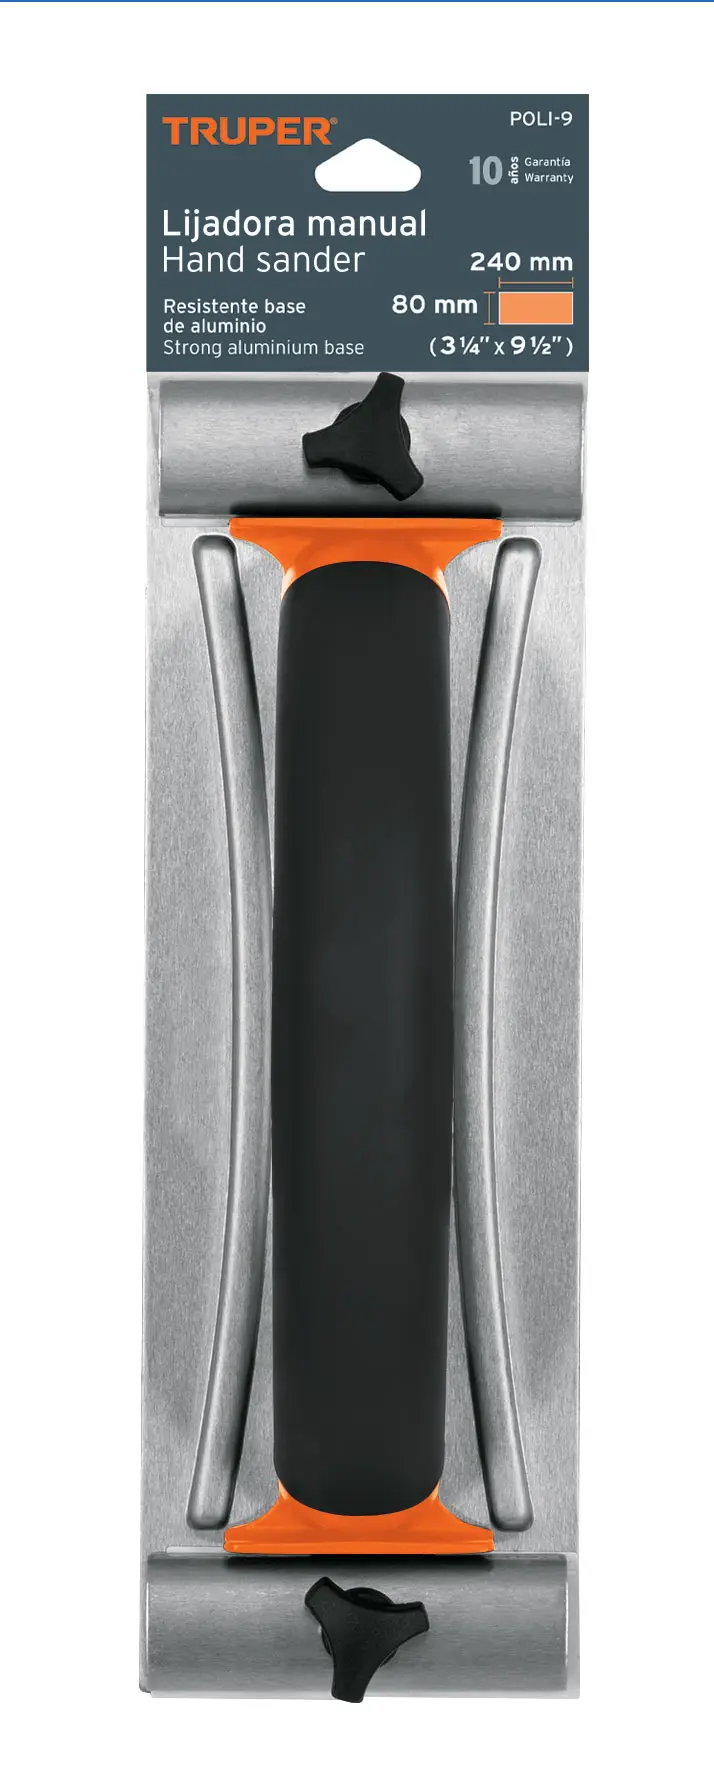 TRUPER®
POLI-9
10 años Garantía
Warranty
Lijadora manual
Hand sander
240 mm
80 mm
(3 ¼" x 9 ½")
Resistente base
de aluminio
Strong aluminium base